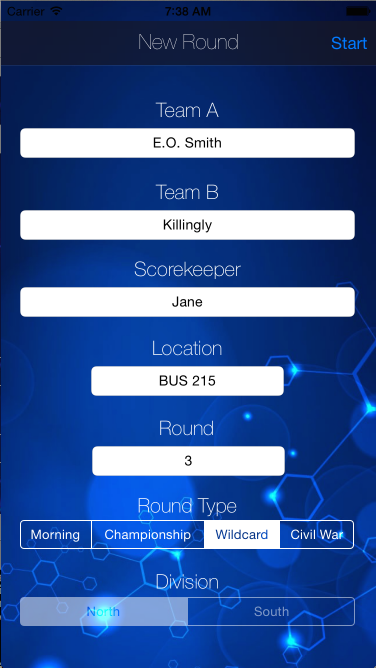 Carrier 7:38 AM
New Round Start
Team A
E.O. Smith
Team B
Killingly
Scorekeeper
Jane
Location
BUS 215
Round
3
Round Type
Morning Championship Wildcard Civil War
Division
North South